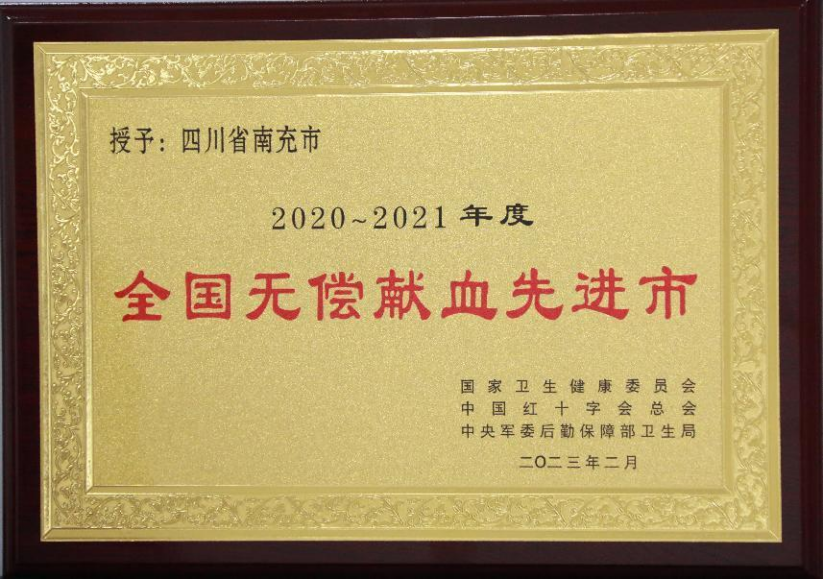 授予：四川省南充市
2020~2021年度
全国无偿献血先进市
国家卫生健康委员会
中国红十字会总会
中央军委后勤保障部卫生局
二〇二三年二月